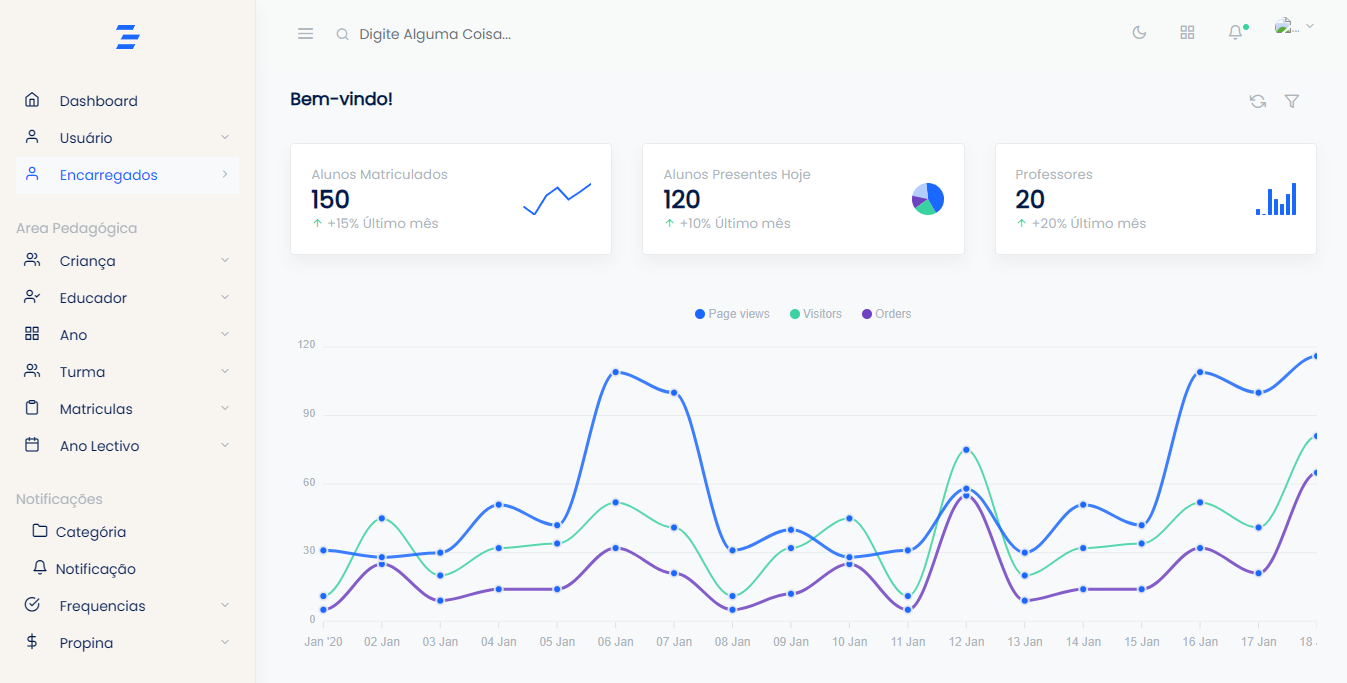 Digite Alguma Coisa...
...
Dashboard
Usuário
Encarregados
Area Pedagógica
Criança
Educador
Ano
Turma
Matriculas
Ano Lectivo
Notificações
Categória
Notificação
Frequencias
Propina
Bem-vindo!
Alunos Matriculados
150
+15% Último mês
Alunos Presentes Hoje
120
+10% Último mês
Professores
20
+20% Último mês
Page views Visitors Orders
120
90
60
30
0
Jan '20 02 Jan 03 Jan 04 Jan 05 Jan 06 Jan 07 Jan 08 Jan 09 Jan 10 Jan 11 Jan 12 Jan 13 Jan 14 Jan 15 Jan 16 Jan 17 Jan 18